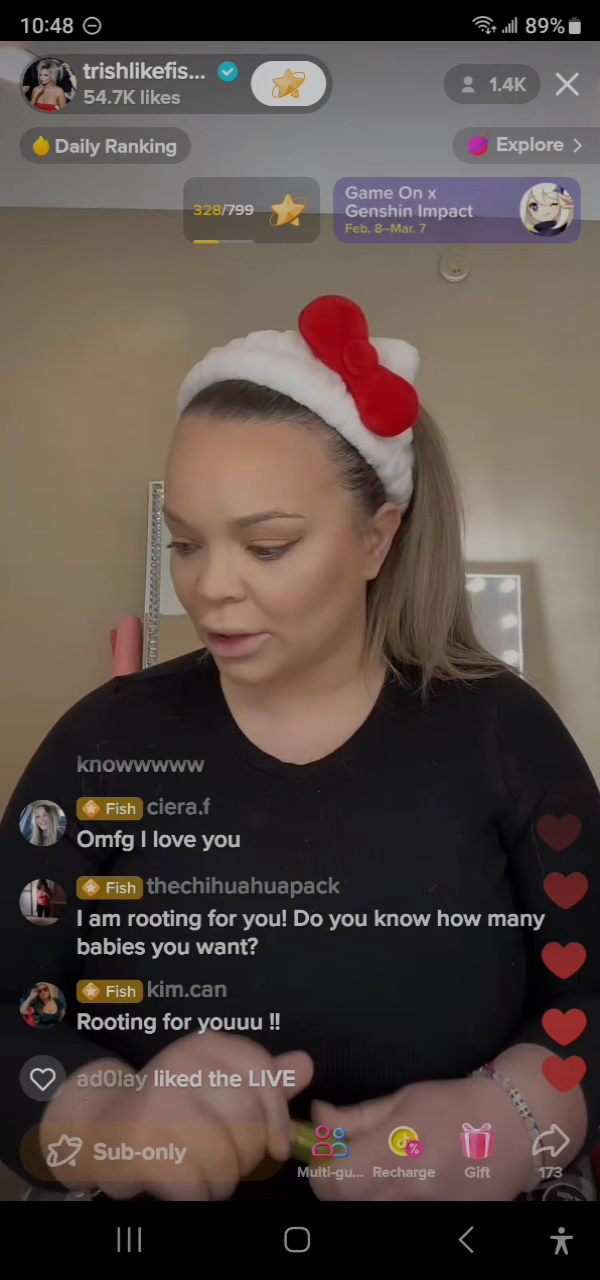 10:48
89%
trishlikefis...
54.7K likes
1.4K
Daily Ranking
Explore >
328/799
Game On x
Genshin Impact
Feb. 8–Mar. 7
knowwwww
Fish ciera.f
Omfg I love you
Fish thechihuahuapack
I am rooting for you! Do you know how many
babies you want?
Fish kim.can
Rooting for youuu !!
ad0lay liked the LIVE
Sub-only
Multi-gu...
Recharge
Gift
173